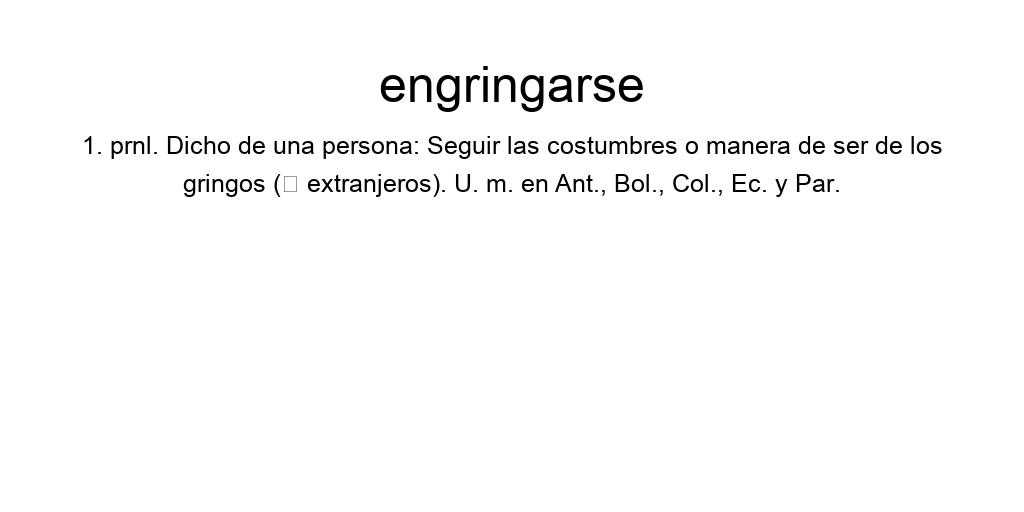 engringarse
1. prnl. Dicho de una persona: Seguir las costumbres o manera de ser de los
gringos (□ extranjeros). U. m. en Ant., Bol., Col., Ec. y Par.